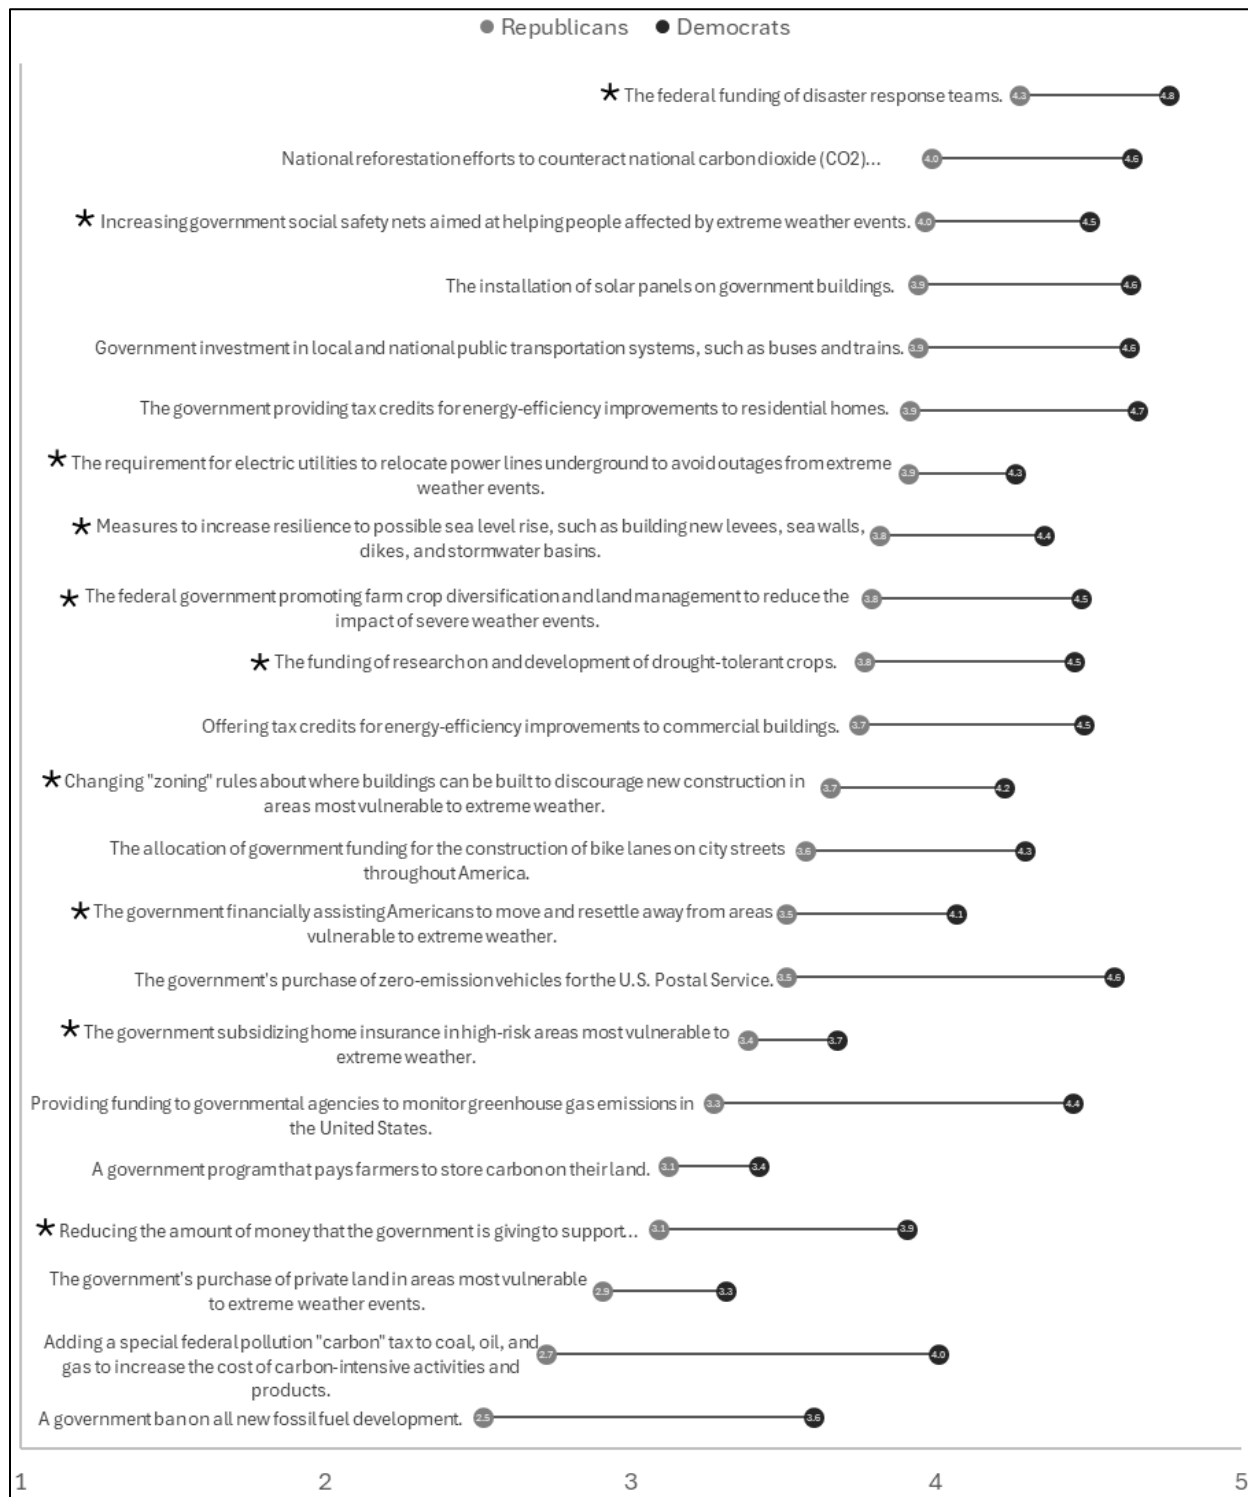 Republicans Democrats
* The federal funding of disaster response teams. 4.3 4.8
National reforestation efforts to counteract national carbon dioxide (CO2)... 4.0 4.6
* Increasing government social safety nets aimed at helping people affected by extreme weather events. 4.0 4.5
The installation of solar panels on government buildings. 3.9 4.6
Government investment in local and national public transportation systems, such as buses and trains. 3.9 4.6
The government providing tax credits for energy-efficiency improvements to residential homes. 3.9 4.7
* The requirement for electric utilities to relocate power lines underground to avoid outages from extreme
weather events. 3.9 4.3
* Measures to increase resilience to possible sea level rise, such as building new levees, sea walls,
dikes, and stormwater basins. 3.8 4.4
* The federal government promoting farm crop diversification and land management to reduce the
impact of severe weather events. 3.8 4.5
* The funding of research on and development of drought-tolerant crops. 3.8 4.5
Offering tax credits for energy-efficiency improvements to commercial buildings. 3.7 4.5
* Changing "zoning" rules about where buildings can be built to discourage new construction in
areas most vulnerable to extreme weather. 3.7 4.2
The allocation of government funding for the construction of bike lanes on city streets
throughout America. 3.6 4.3
* The government financially assisting Americans to move and resettle away from areas
vulnerable to extreme weather. 3.5 4.1
The government's purchase of zero-emission vehicles for the U.S. Postal Service. 3.5 4.6
* The government subsidizing home insurance in high-risk areas most vulnerable to
extreme weather. 3.4 3.7
Providing funding to governmental agencies to monitor greenhouse gas emissions in
the United States. 3.3 4.4
A government program that pays farmers to store carbon on their land. 3.1 3.4
* Reducing the amount of money that the government is giving to support... 3.1 3.9
The government's purchase of private land in areas most vulnerable
to extreme weather events. 2.9 3.3
Adding a special federal pollution "carbon" tax to coal, oil, and
gas to increase the cost of carbon-intensive activities and
products. 2.7 4.0
A government ban on all new fossil fuel development. 2.5 3.6
1 2 3 4 5